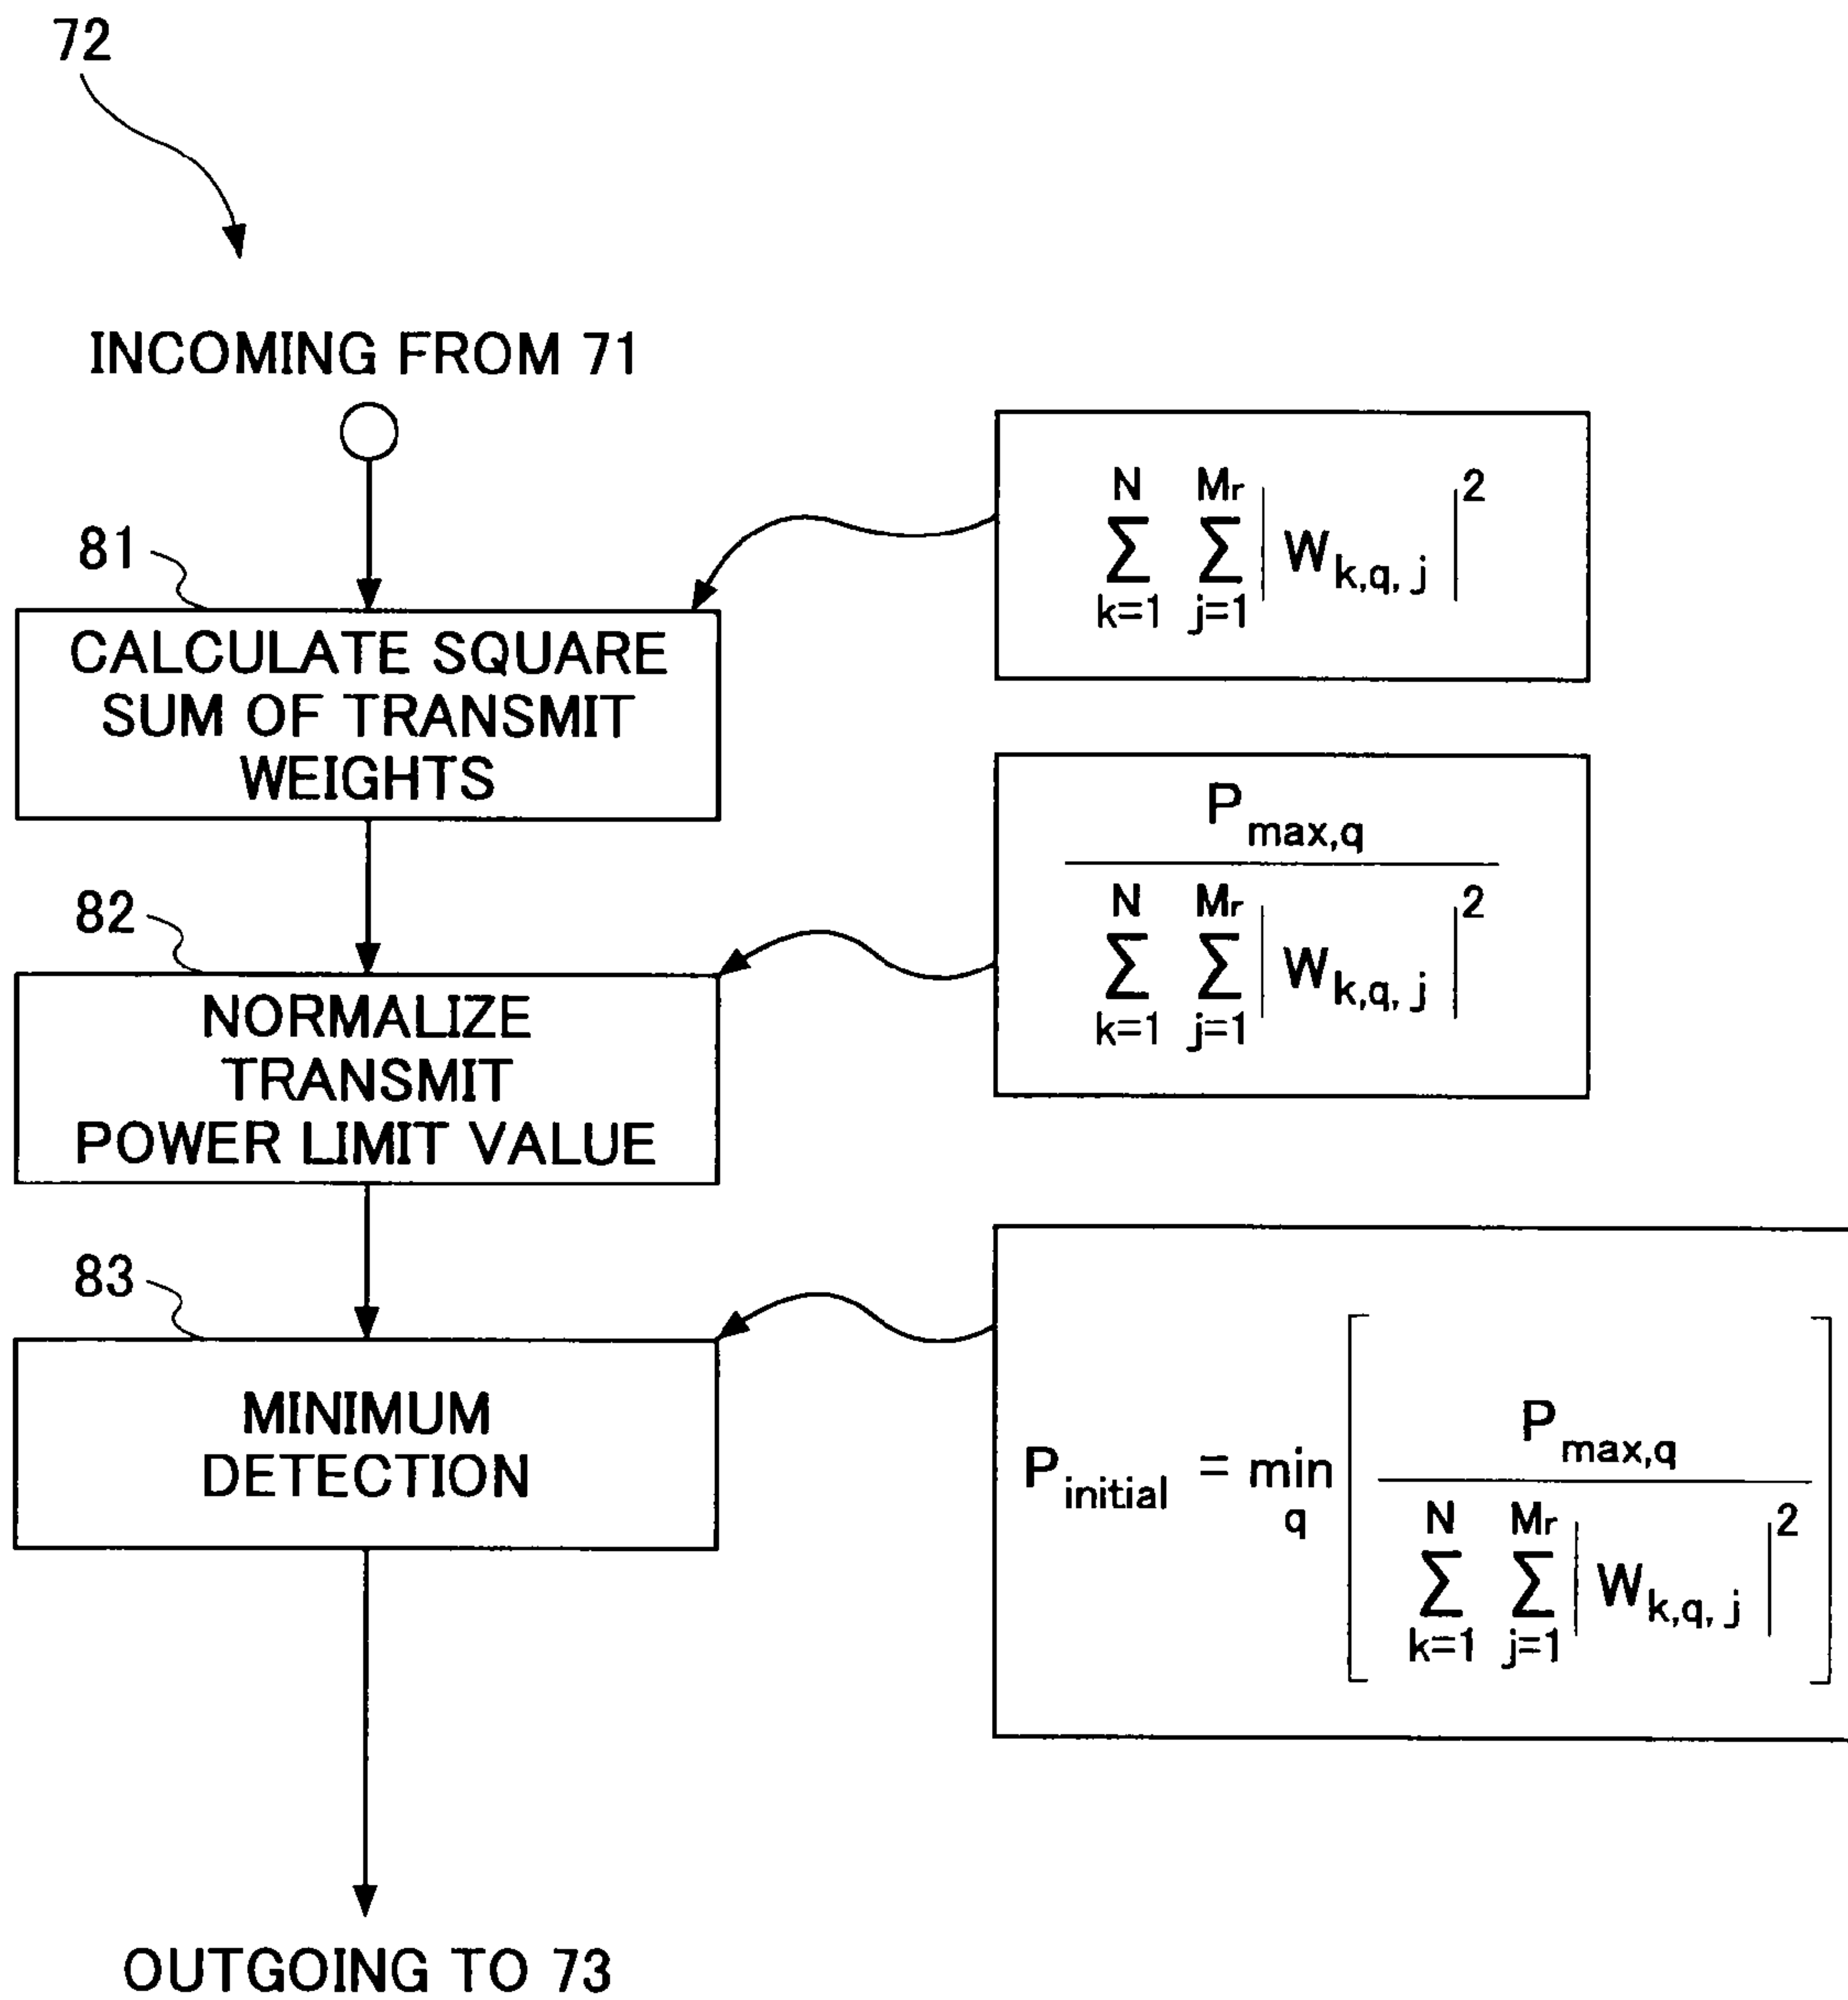 72
INCOMING FROM 71
81
CALCULATE SQUARE
SUM OF TRANSMIT
WEIGHTS
N Mr
Σ Σ | W k,q, j | 2
k=1 j=1
82
NORMALIZE
TRANSMIT
POWER LIMIT VALUE
P max,q
N Mr
Σ Σ | W k,q, j | 2
k=1 j=1
83
MINIMUM
DETECTION
P initial = min q [ P max,q
N Mr
Σ Σ | W k,q, j | 2
k=1 j=1 ]
OUTGOING TO 73